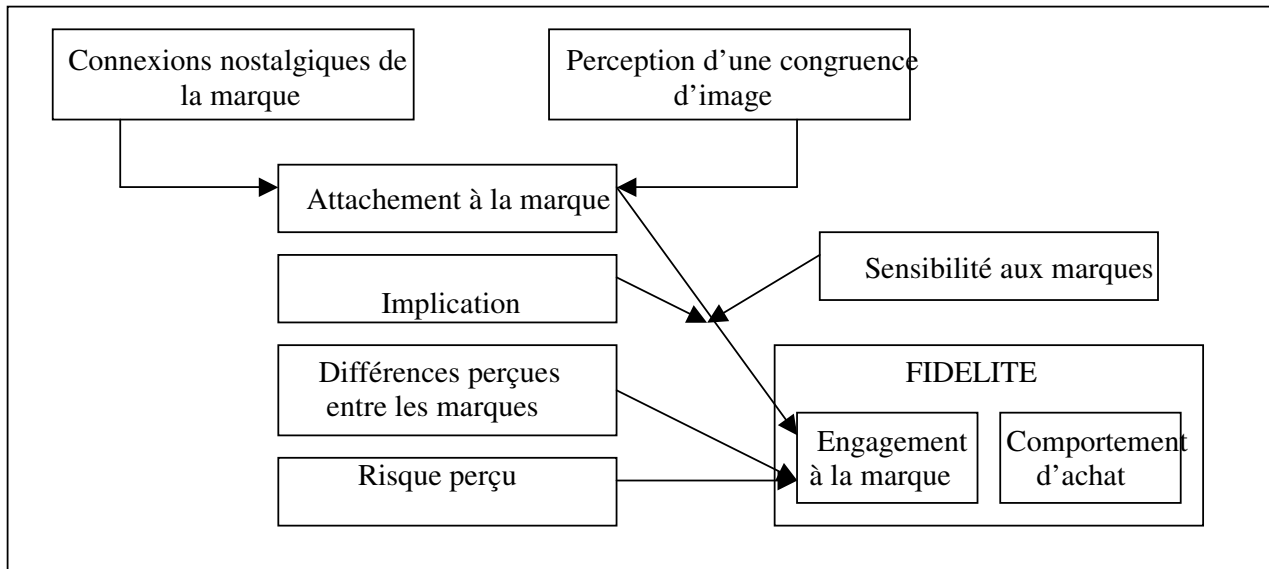 Connexions nostalgiques de
la marque
Perception d’une congruence
d’image
Attachement à la marque
Sensibilité aux marques
Implication
Différences perçues
entre les marques
FIDELITE
Engagement
à la marque
Comportement
d’achat
Risque perçu